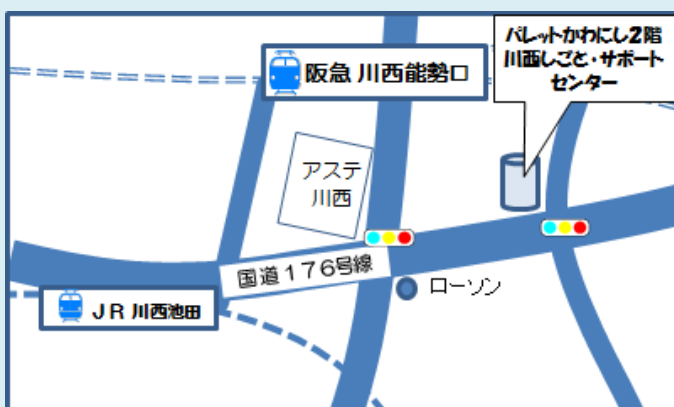 パレットかわにし2階
川西しごと・サポート
センター
阪急 川西能勢口
アステ
川西
国道176号線
ローソン
JR 川西池田